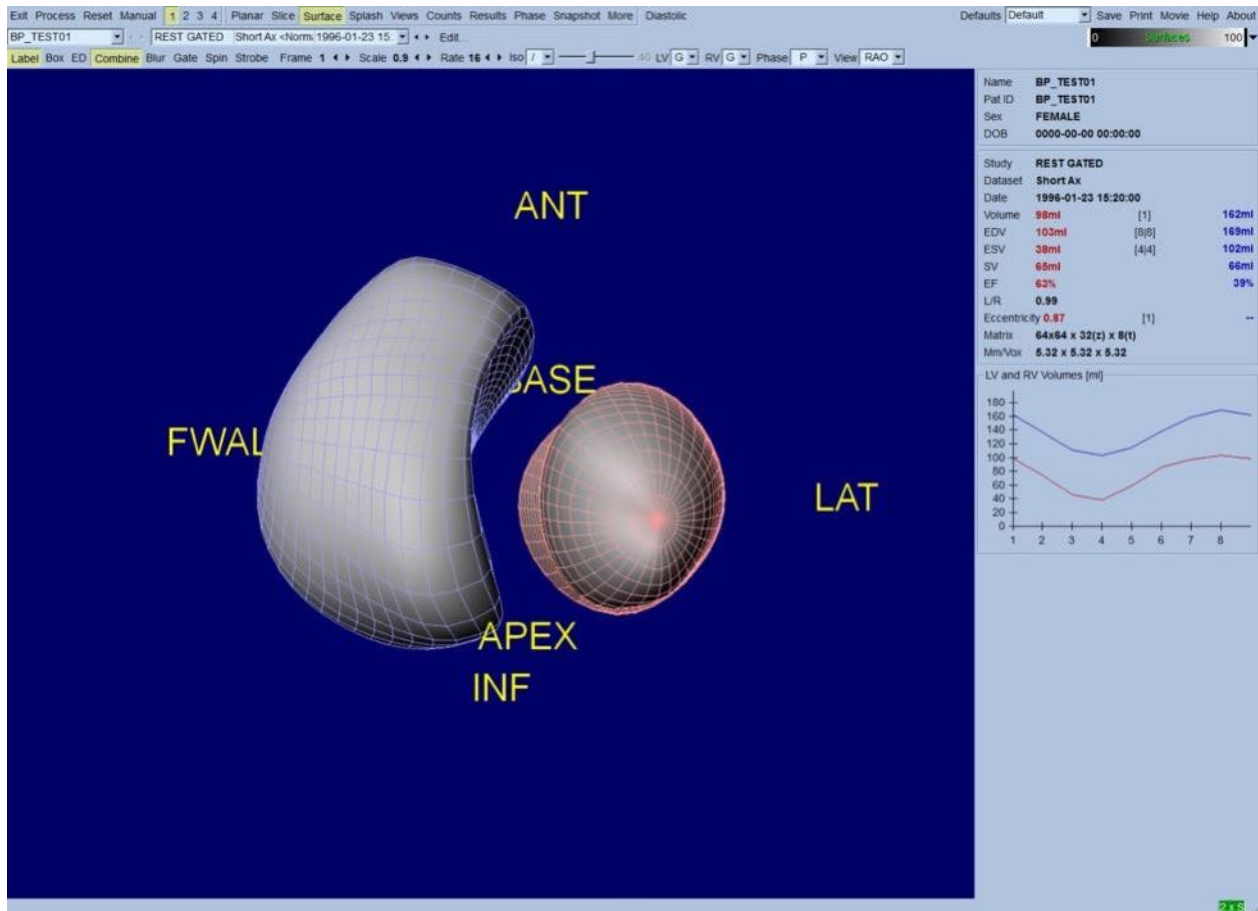 Exit Process Reset Manual 1 2 3 4 Planar Slice Surface Splash Views Counts Results Phase Snapshot More Diastolic Defaults Default Save Print Movie Help About
BP_TEST01 REST GATED Short Ax <Norm: 1996-01-23 15: Edit... 0 Surfaces 100
Label Box ED Combine Blur Gate Spin Strobe Frame 1 Scale 0.9 Rate 16 Iso / 40 LV G RV G Phase P View RAO
Name BP_TEST01
Pat ID BP_TEST01
Sex FEMALE
DOB 0000-00-00 00:00:00
Study REST GATED
Dataset Short Ax
Date 1996-01-23 15:20:00
Volume 98ml [1] 162ml
EDV 103ml [8|8] 169ml
ESV 38ml [4|4] 102ml
SV 65ml 66ml
EF 63% 39%
L/R 0.99
Eccentricity 0.87 [1] --
Matrix 64x64 x 32(z) x 8(t)
Mm/Vox 5.32 x 5.32 x 5.32
LV and RV Volumes [ml]
180
160
140
120
100
80
60
40
20
0
1 2 3 4 5 6 7 8
ANT
BASE
FWAL
LAT
APEX
INF
2 x S